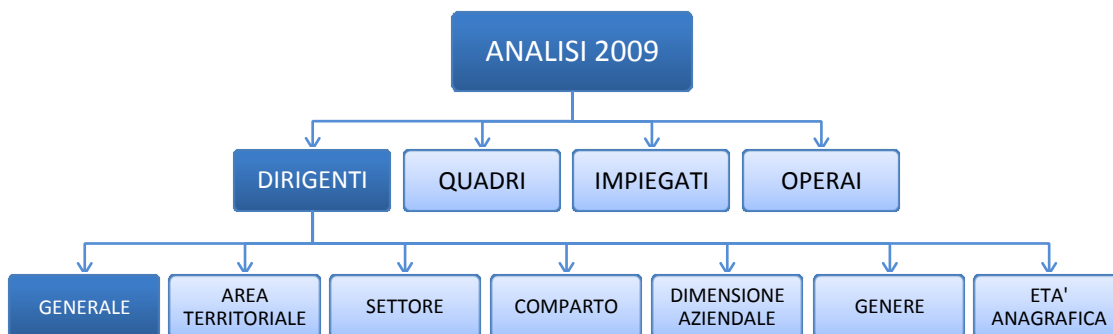 ANALISI 2009
DIRIGENTI
QUADRI
IMPIEGATI
OPERAI
GENERALE
AREA
TERRITORIALE
SETTORE
COMPARTO
DIMENSIONE
AZIENDALE
GENERE
ETA'
ANAGRAFICA